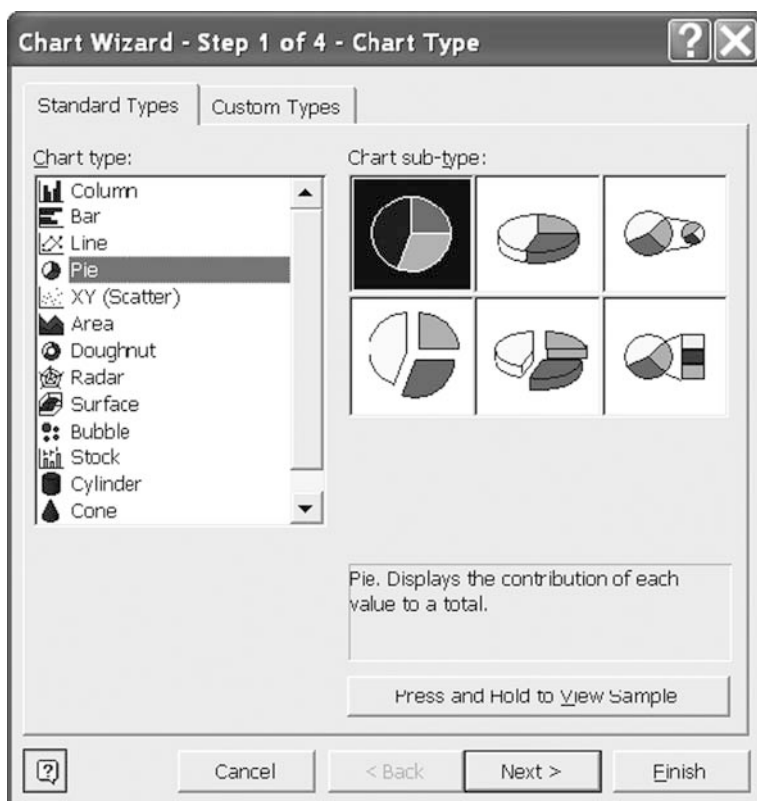 Chart Wizard - Step 1 of 4 - Chart Type
Standard Types
Custom Types
Chart type:
Column
Bar
Line
Pie
XY (Scatter)
Area
Doughnut
Radar
Surface
Bubble
Stock
Cylinder
Cone
Chart sub-type:
Pie. Displays the contribution of each
value to a total.
Press and Hold to View Sample
Cancel
< Back
Next >
Finish